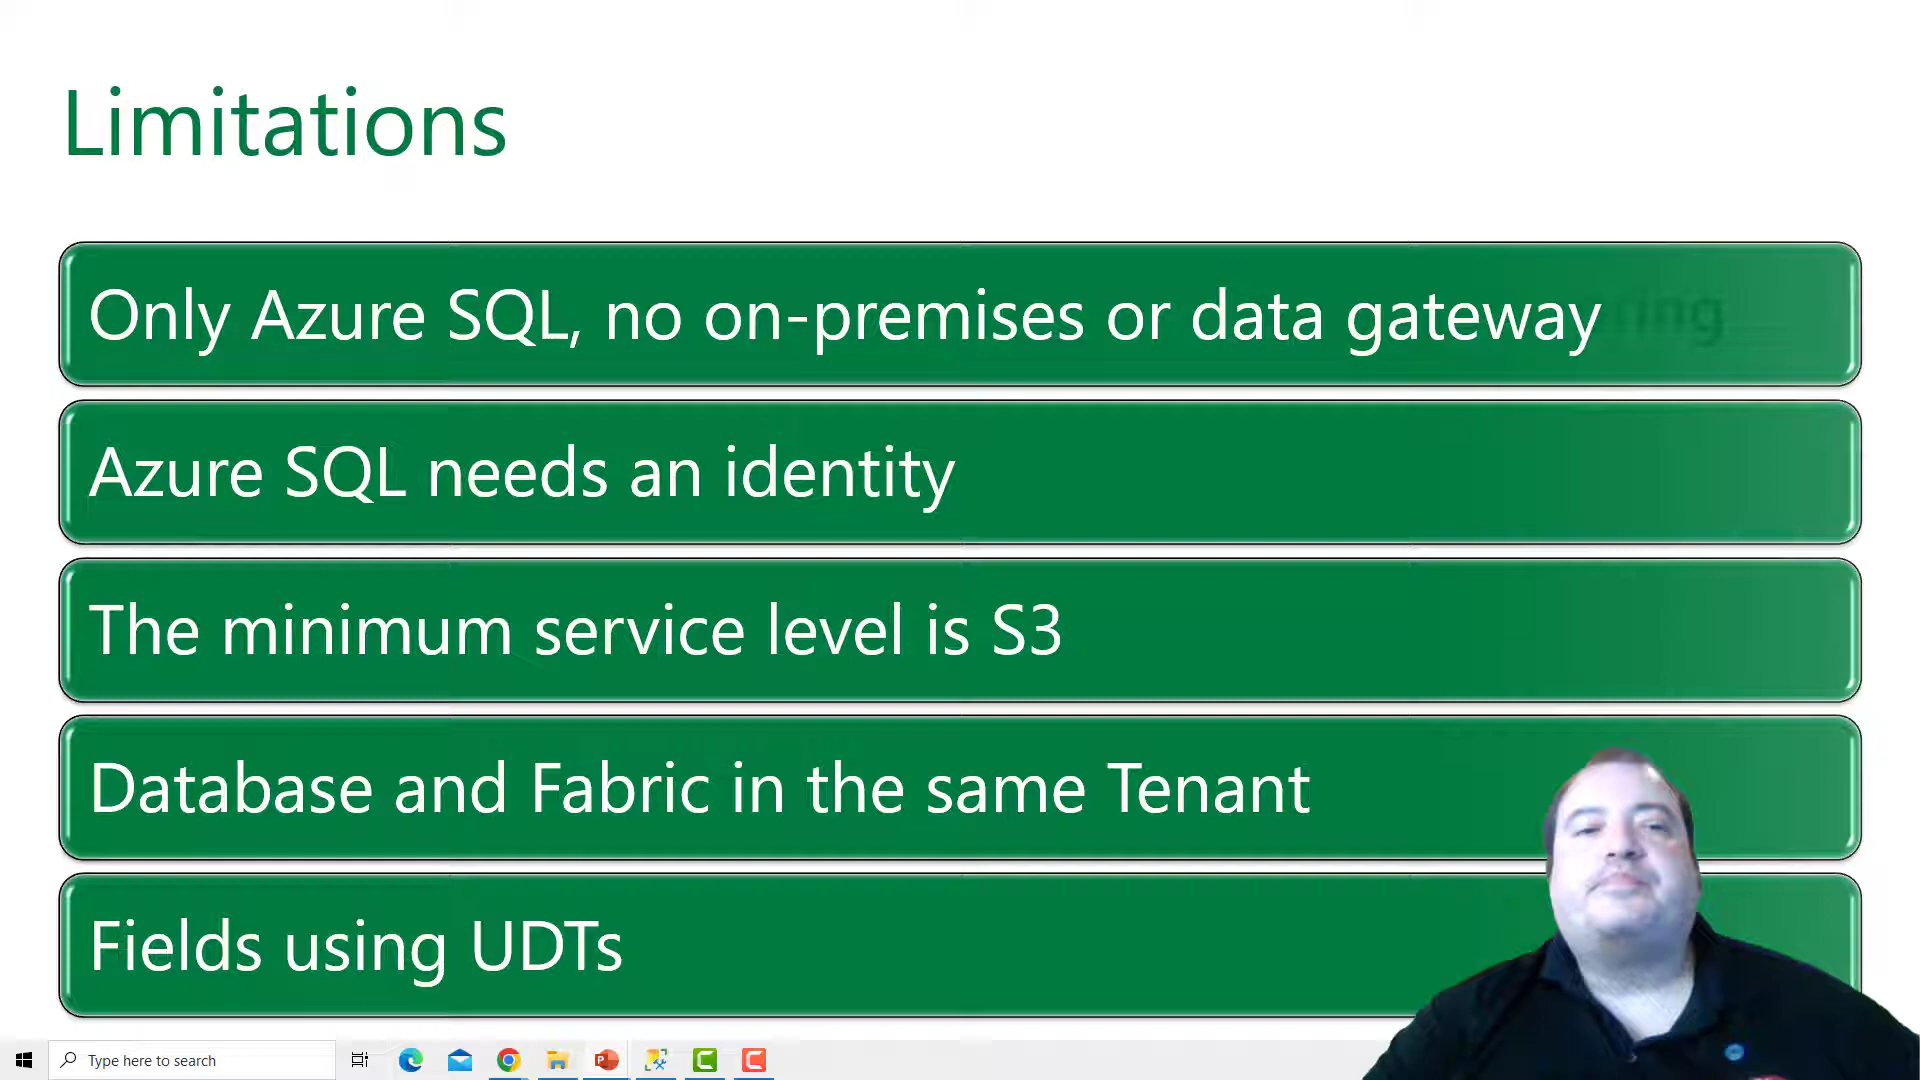 Limitations
Only Azure SQL, no on-premises or data gateway
Azure SQL needs an identity
The minimum service level is S3
Database and Fabric in the same Tenant
Fields using UDTs
Type here to search